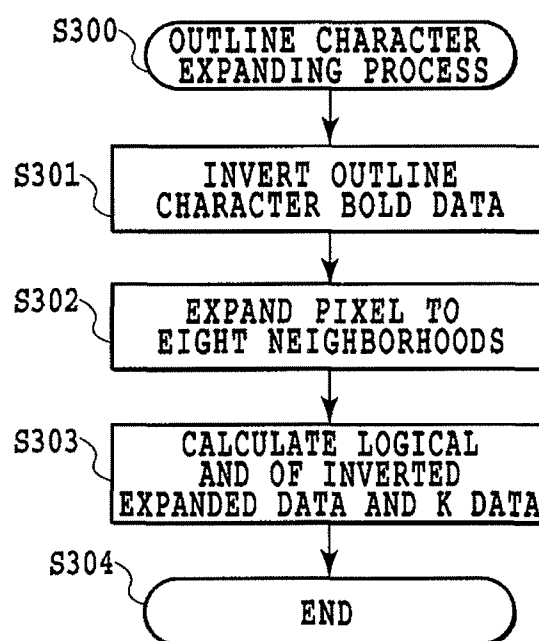 S300
OUTLINE CHARACTER
EXPANDING PROCESS
S301
INVERT OUTLINE
CHARACTER BOLD DATA
S302
EXPAND PIXEL TO
EIGHT NEIGHBORHOODS
S303
CALCULATE LOGICAL
AND OF INVERTED
EXPANDED DATA AND K DATA
S304
END